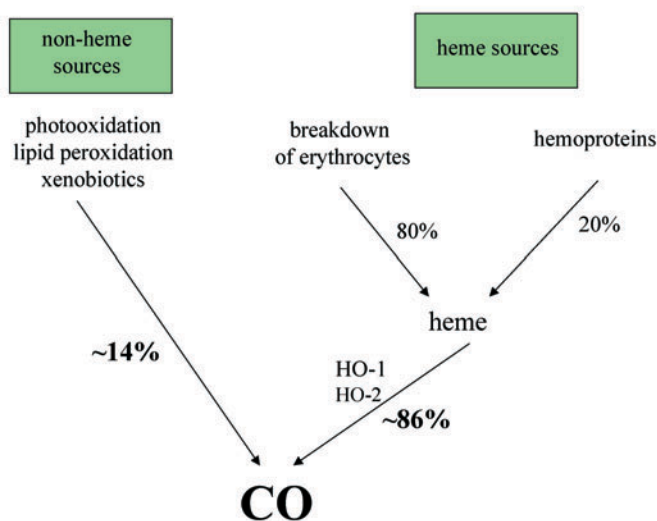 non-heme
sources
heme sources
photooxidation
lipid peroxidation
xenobiotics
breakdown
of erythrocytes
hemoproteins
80%
20%
heme
~14%
HO-1
HO-2
~86%
CO